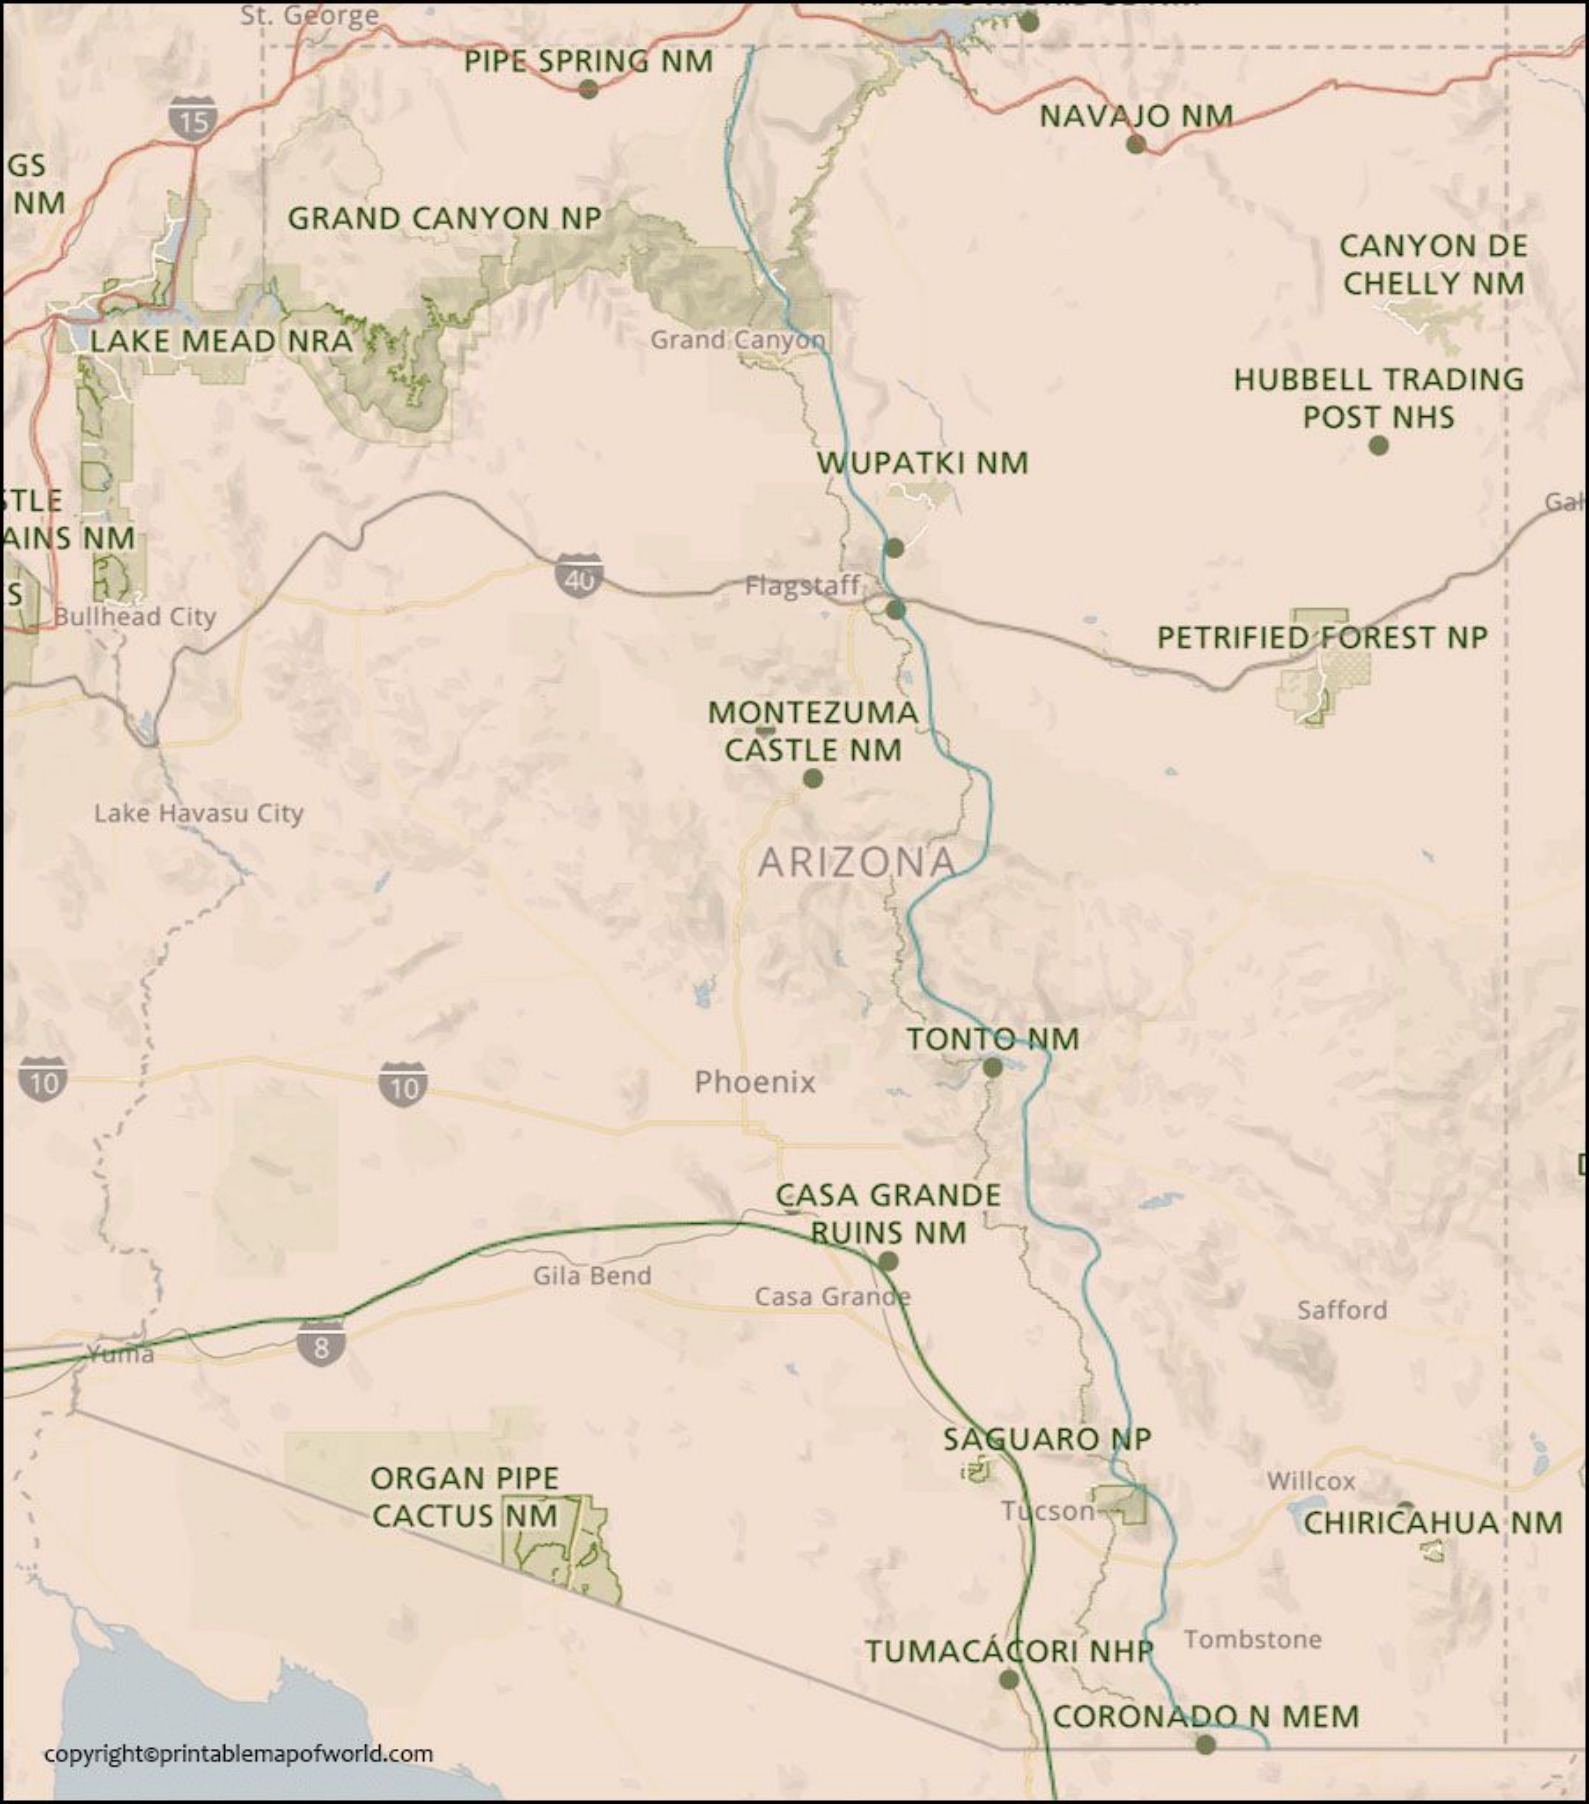 St. George
PIPE SPRING NM
15
NAVAJO NM
GS
NM
GRAND CANYON NP
CANYON DE
CHELLY NM
LAKE MEAD NRA
Grand Canyon
HUBBELL TRADING
POST NHS
WUPATKI NM
STLE
AINS NM
Gal
40
Flagstaff
S
Bullhead City
PETRIFIED FOREST NP
MONTEZUMA
CASTLE NM
Lake Havasu City
ARIZONA
TONTO NM
10
10
Phoenix
CASA GRANDE
RUINS NM
Gila Bend
Casa Grande
Safford
8
Yuma
SAGUARO NP
ORGAN PIPE
CACTUS NM
Willcox
Tucson
CHIRICAHUA NM
TUMACÁCORI NHP
Tombstone
CORONADO N MEM
copyright©printablemapofworld.com